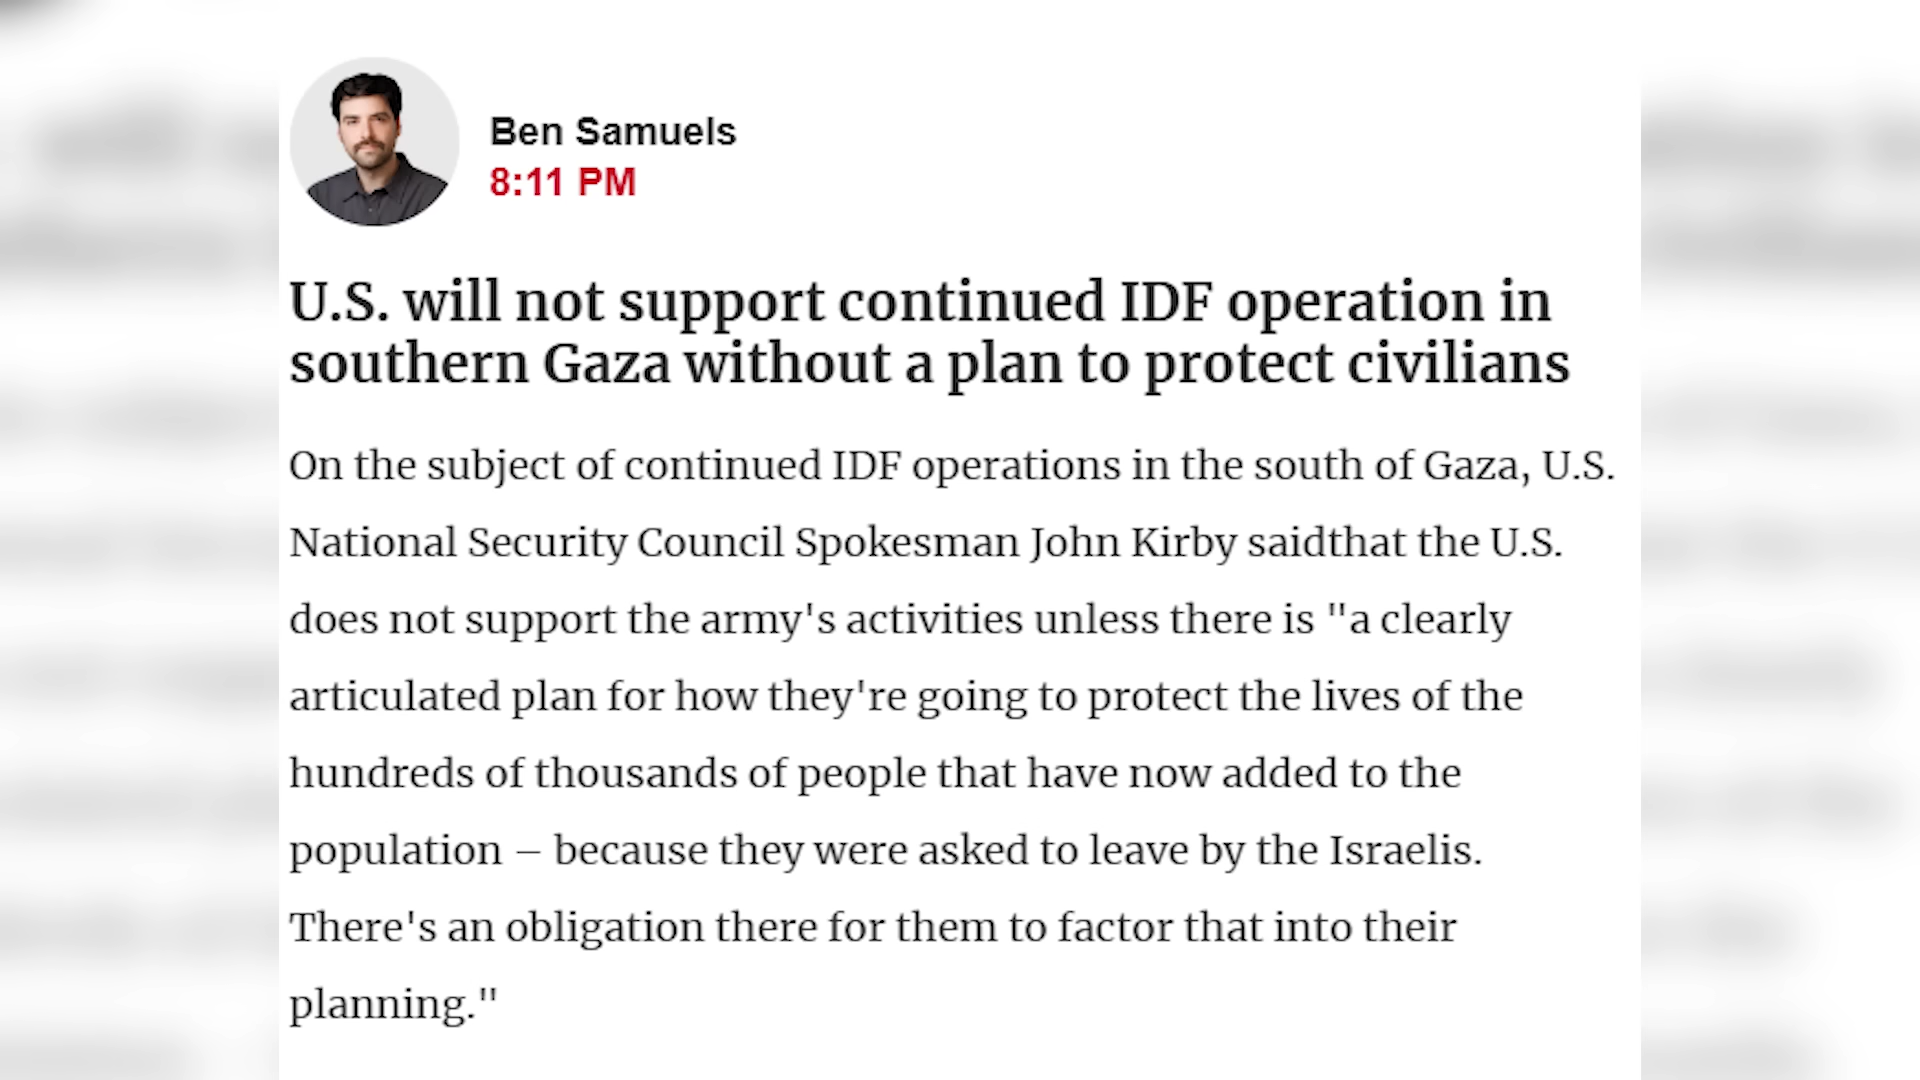 Ben Samuels
8:11 PM
U.S. will not support continued IDF operation in
southern Gaza without a plan to protect civilians
On the subject of continued IDF operations in the south of Gaza, U.S.
National Security Council Spokesman John Kirby saidthat the U.S.
does not support the army's activities unless there is "a clearly
articulated plan for how they're going to protect the lives of the
hundreds of thousands of people that have now added to the
population – because they were asked to leave by the Israelis.
There's an obligation there for them to factor that into their
planning."